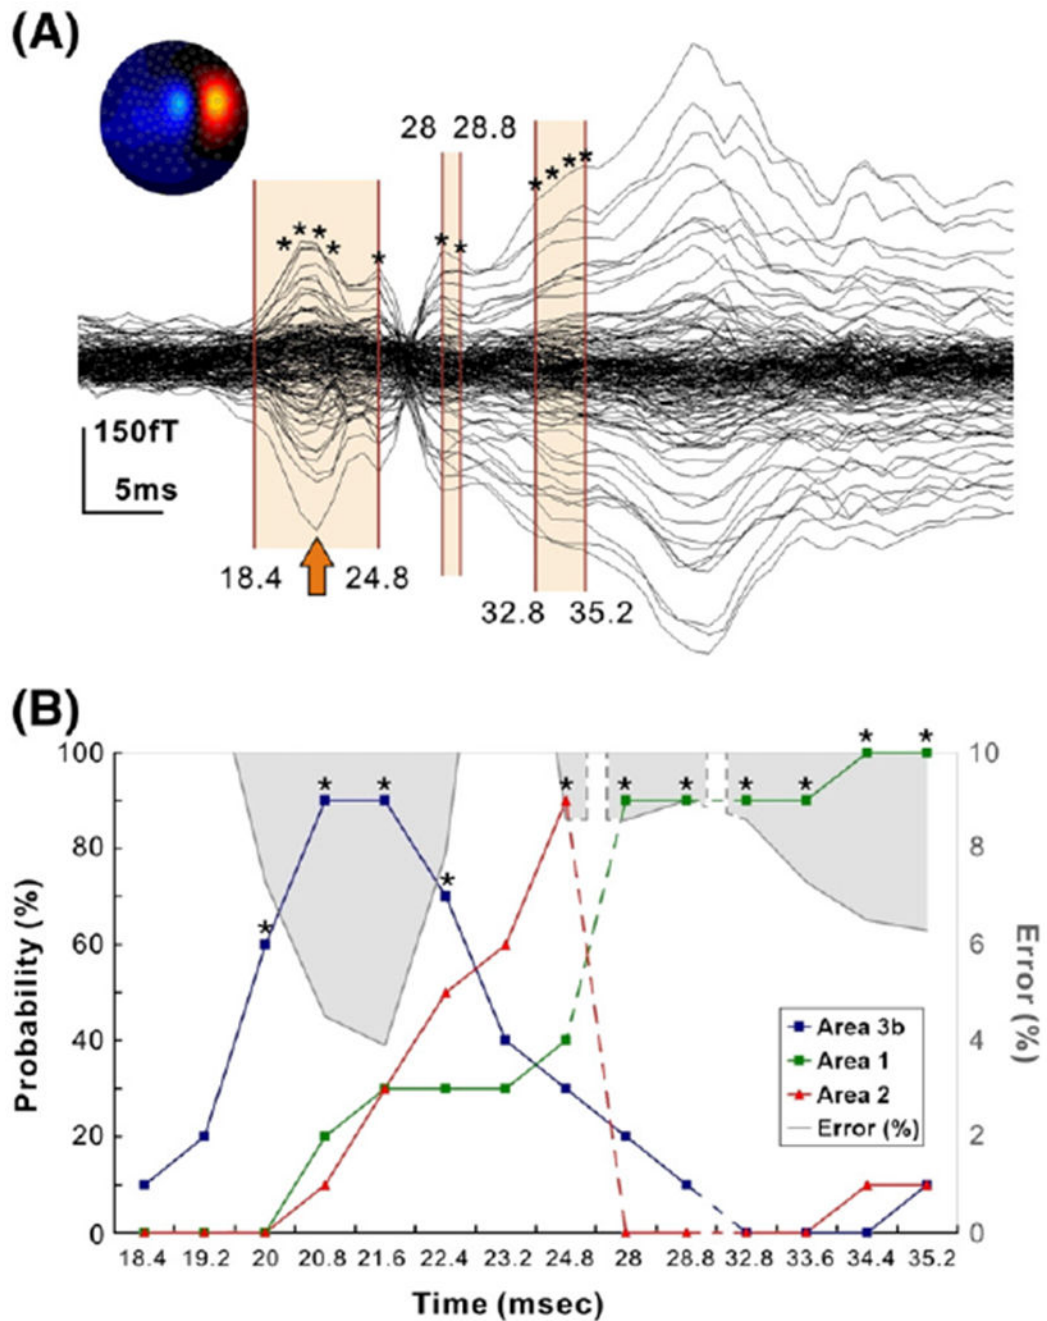 (A)
28 28.8
* * * *
* * * * *
* *
150fT
5ms
18.4 24.8
32.8 35.2
(B)
100 10
80 8
60 6
40 4
20 2
0 0
* * * * * * * * * * *
Probability (%)
Error (%)
Area 3b
Area 1
Area 2
Error (%)
18.4 19.2 20 20.8 21.6 22.4 23.2 24.8 28 28.8 32.8 33.6 34.4 35.2
Time (msec)